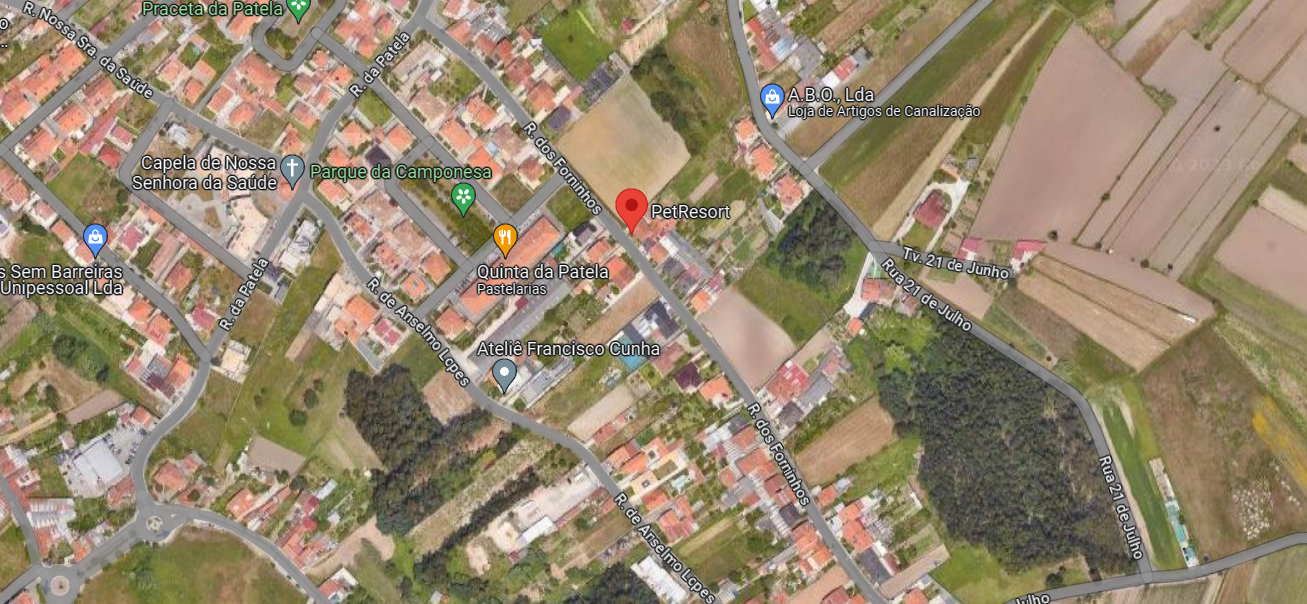 Praceta da Patela
R. Nossa Sra. da Saúde
R. da Patela
A.B.O., Lda
Loja de Artigos de Canalização
R. dos Forninhos
Capela de Nossa
Senhora da Saúde
Parque da Camponesa
PetResort
s Sem Barreiras
Unipessoal Lda
Quinta da Patela
Pastelarias
Tv. 21 de Junho
Rua 21 de Julho
R. da Patela
R. de Anselmo Lopes
Ateliê Francisco Cunha
R. dos Forninhos
Rua 21 de Julho
R. de Anselmo Lopes
Julho